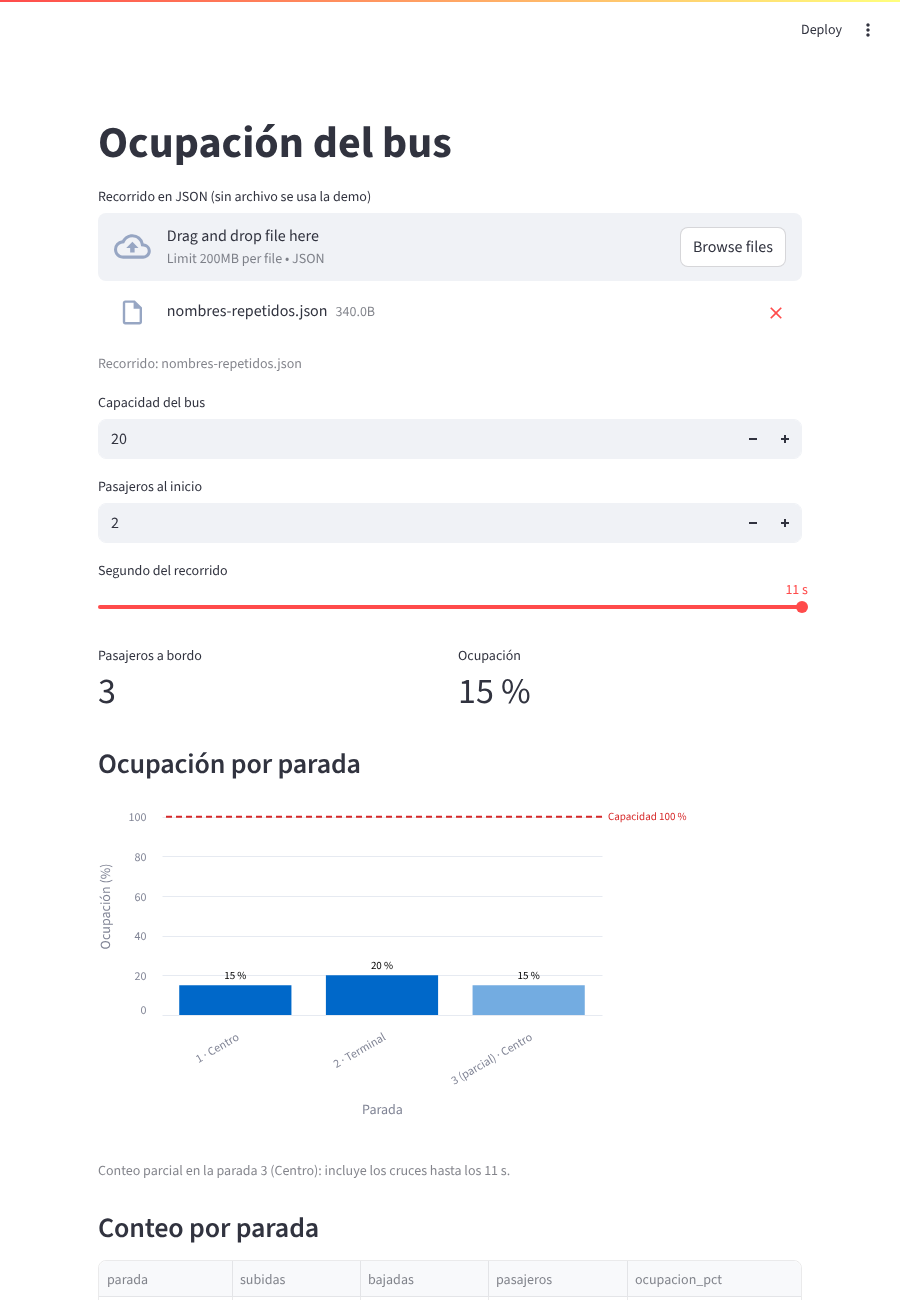 Deploy
Ocupación del bus
Recorrido en JSON (sin archivo se usa la demo)
Drag and drop file here
Limit 200MB per file • JSON
Browse files
nombres-repetidos.json 340.0B
Recorrido: nombres-repetidos.json
Capacidad del bus
20
Pasajeros al inicio
2
Segundo del recorrido
11 s
Pasajeros a bordo
3
Ocupación
15 %
Ocupación por parada
Ocupación (%)
100
80
60
40
20
0
Capacidad 100 %
15 %
20 %
15 %
1 · Centro
2 · Terminal
3 (parcial) · Centro
Parada
Conteo parcial en la parada 3 (Centro): incluye los cruces hasta los 11 s.
Conteo por parada
parada subidas bajadas pasajeros ocupacion_pct